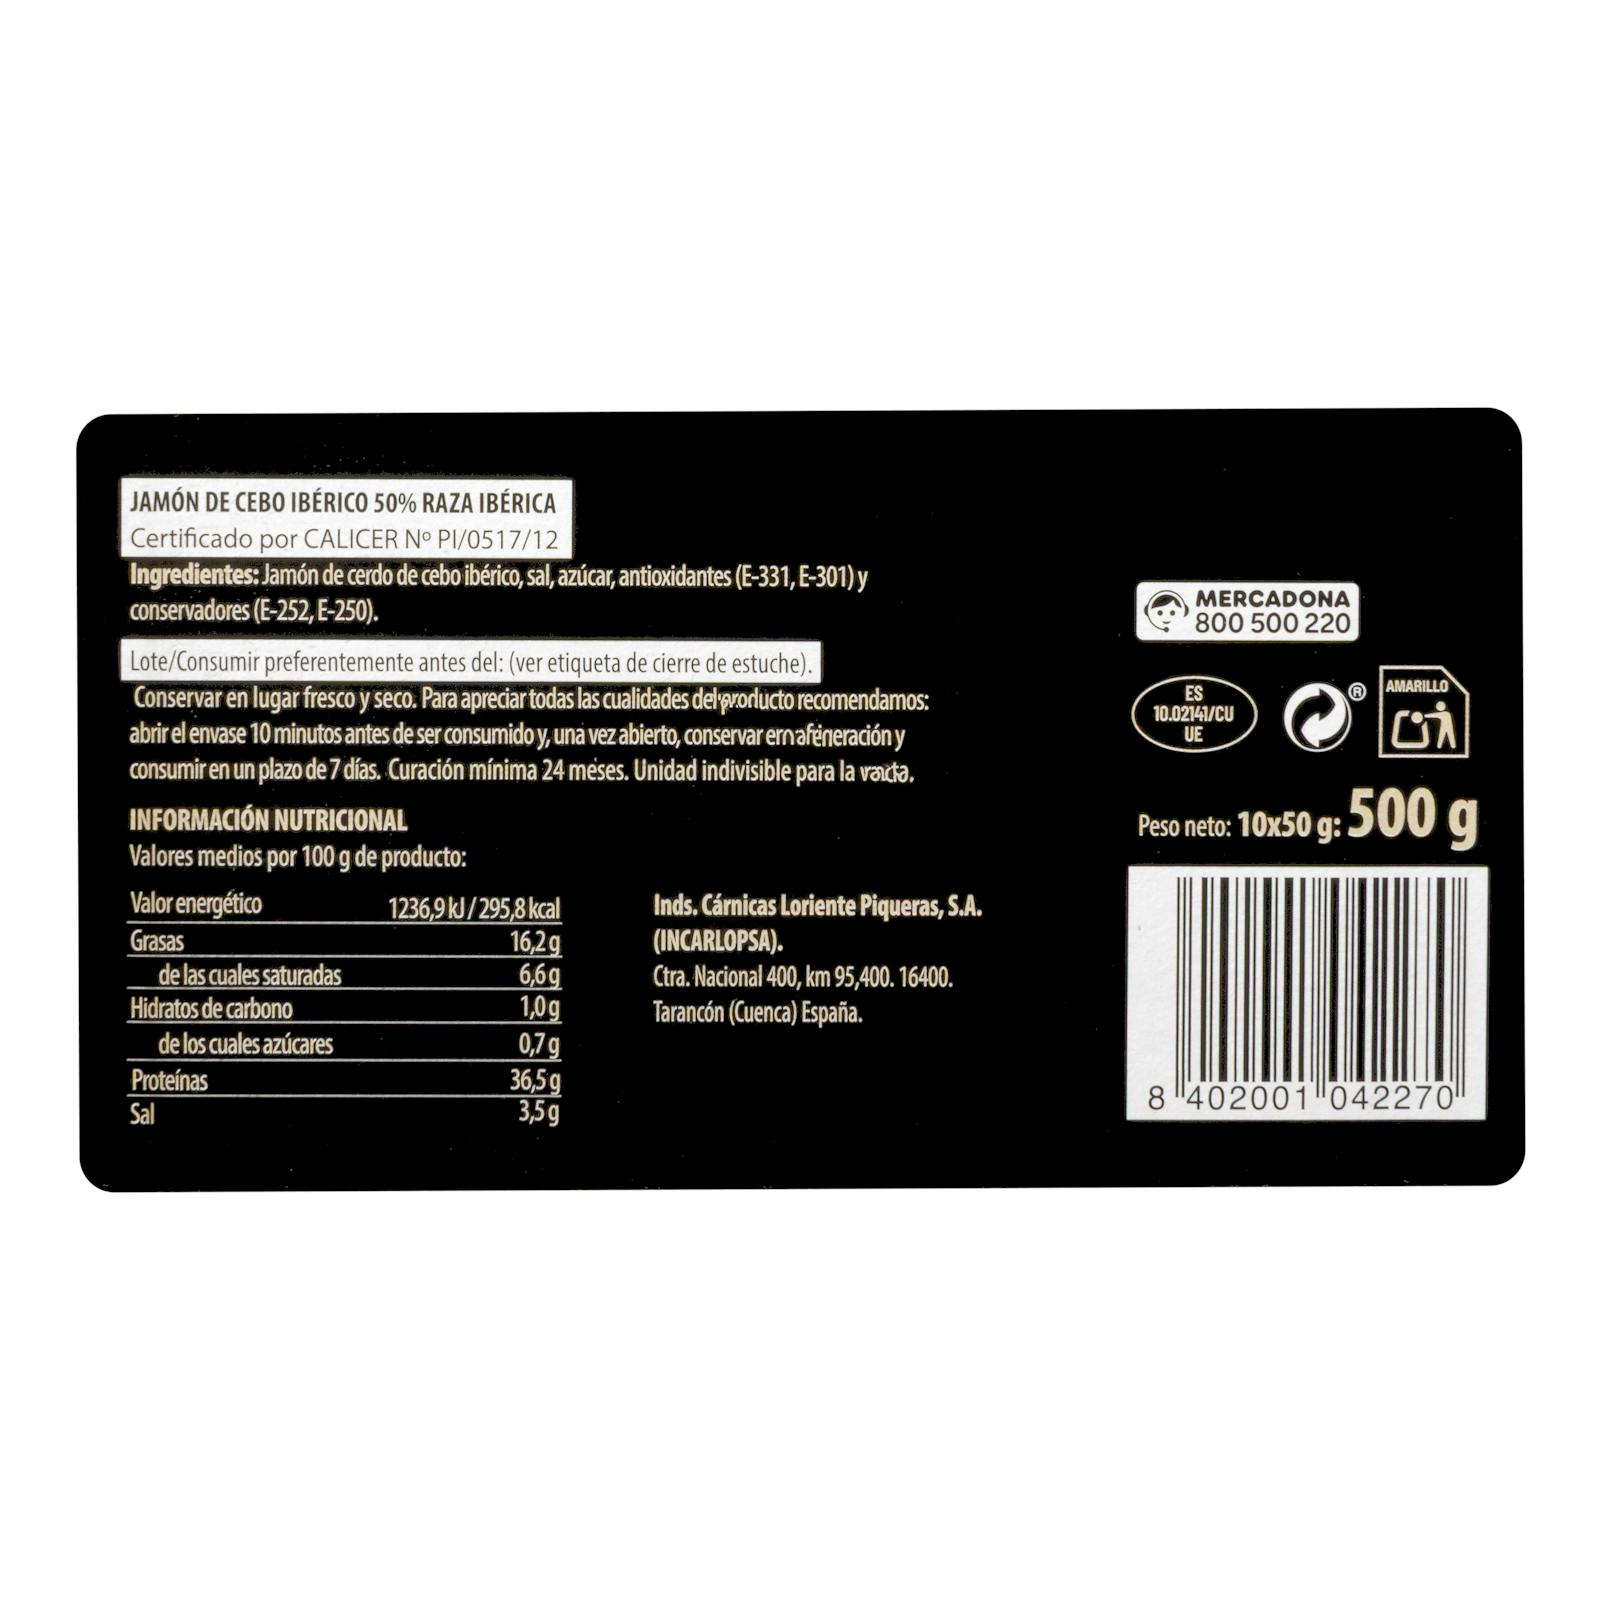 JAMÓN DE CEBO IBÉRICO 50% RAZA IBÉRICA
Certificado por CALICER Nº PI/0517/12
Ingredientes: Jamón de cerdo de cebo ibérico, sal, azúcar, antioxidantes (E-331, E-301) y
conservadores (E-252, E-250).
Lote/Consumir preferentemente antes del: (ver etiqueta de cierre de estuche).
Conservar en lugar fresco y seco. Para apreciar todas las cualidades del producto recomendamos:
abrir el envase 10 minutos antes de ser consumido y, una vez abierto, conservar en y
consumir en un plazo de 7 días. Curación mínima 24 meses. Unidad indivisible para la
INFORMACIÓN NUTRICIONAL
Valores medios por 100 g de producto:
Valor energético 1236,9 kJ / 295,8 kcal
Grasas 16,2 g
de las cuales saturadas 6,6 g
Hidratos de carbono 1,0 g
de los cuales azúcares 0,7 g
Proteínas 36,5 g
Sal 3,5 g
Inds. Cárnicas Loriente Piqueras, S.A.
(INCARLOPSA).
Ctra. Nacional 400, km 95,400. 16400.
Tarancón (Cuenca) España.
MERCADONA
800 500 220
ES
10.02141/CU
UE
®
AMARILLO
Peso neto: 10x50 g: 500 g
8 402001 042270